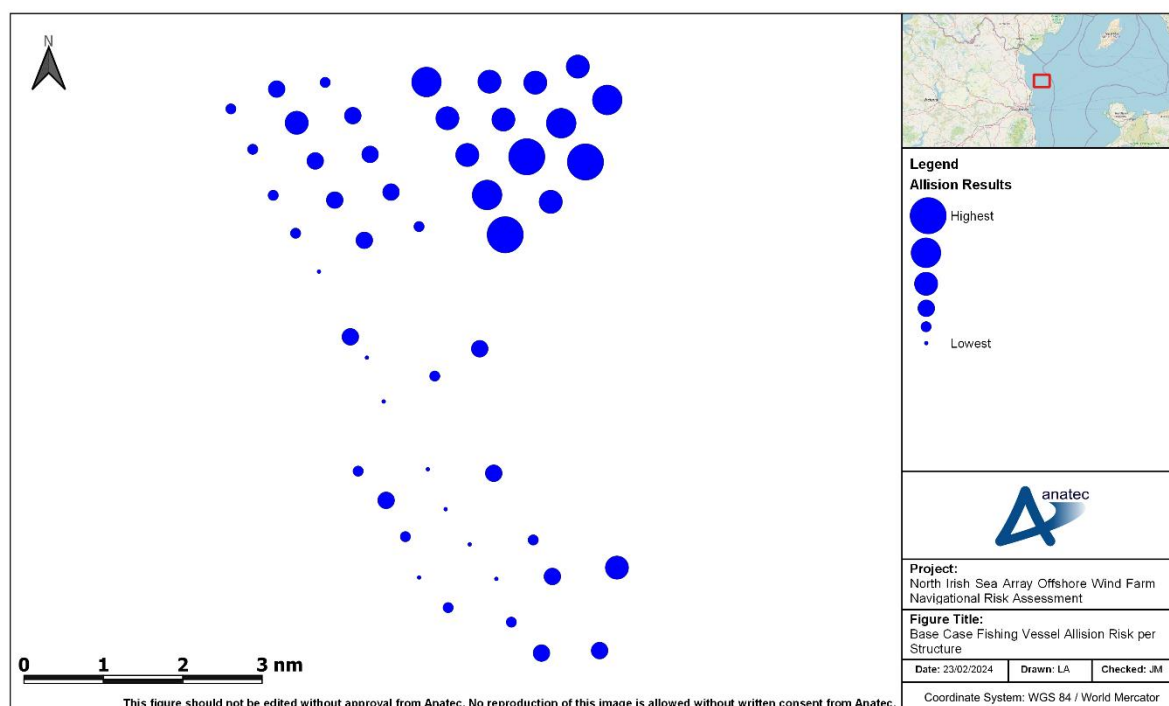 N
0 1 2 3 nm
This figure should not be edited without approval from Anatec. No reproduction of this image is allowed without written consent from Anatec.
Legend
Allision Results
Highest
Lowest
anatec
Project:
North Irish Sea Array Offshore Wind Farm
Navigational Risk Assessment
Figure Title:
Base Case Fishing Vessel Allision Risk per
Structure
Date: 23/02/2024 Drawn: LA Checked: JM
Coordinate System: WGS 84 / World Mercator